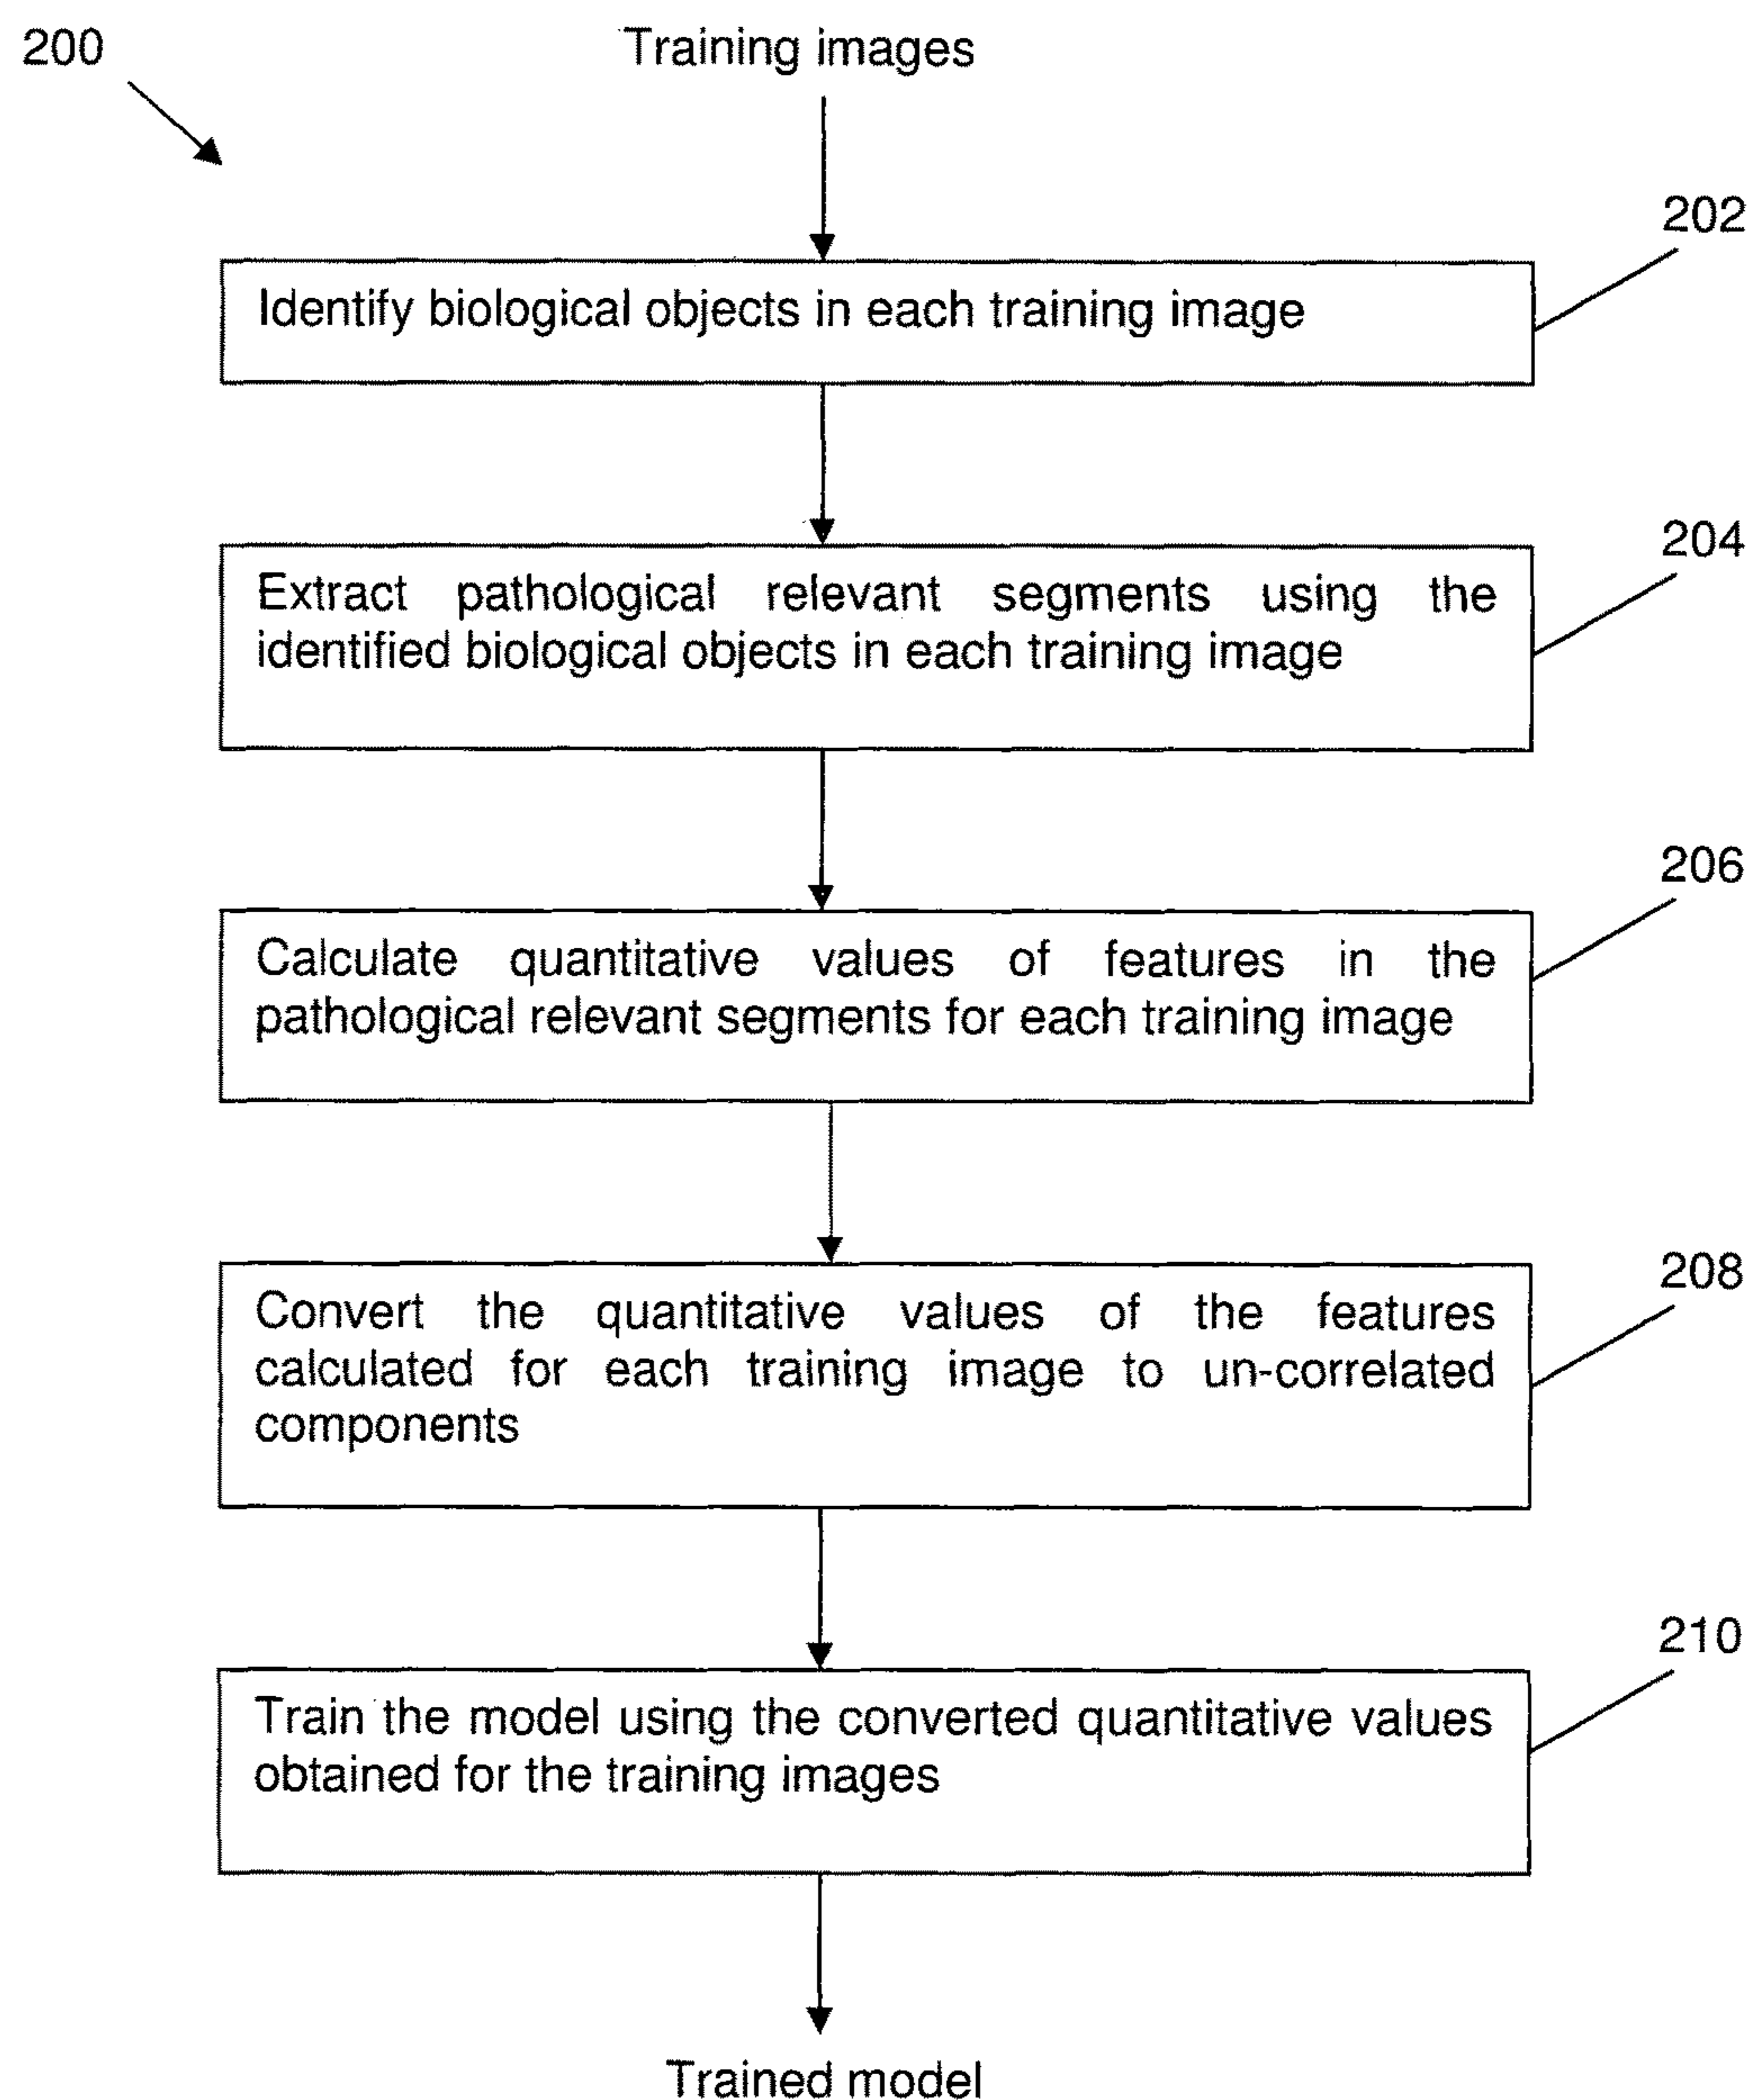 200
Training images
202
Identify biological objects in each training image
204
Extract pathological relevant segments using the
identified biological objects in each training image
206
Calculate quantitative values of features in the
pathological relevant segments for each training image
208
Convert the quantitative values of the features
calculated for each training image to un-correlated
components
210
Train the model using the converted quantitative values
obtained for the training images
Trained model